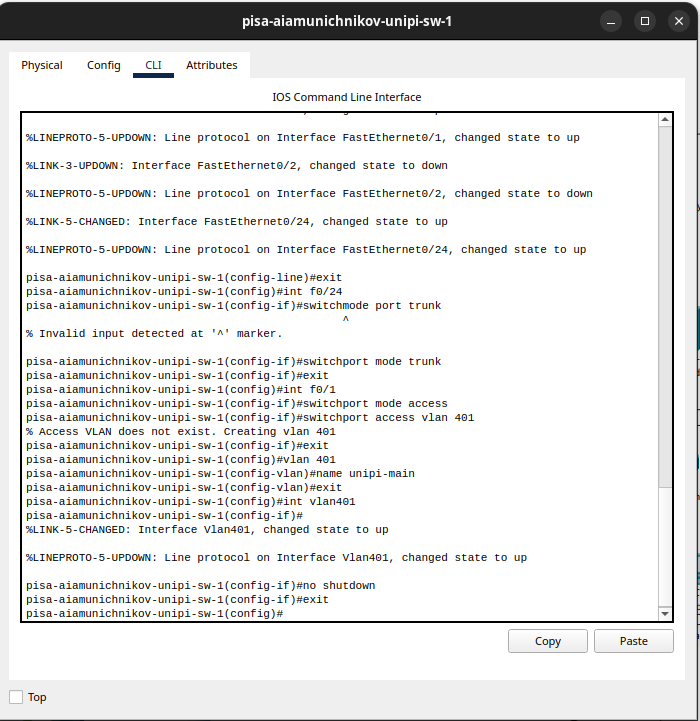 pisa-aiamunichnikov-unipi-sw-1
Physical Config CLI Attributes
IOS Command Line Interface
%LINEPROTO-5-UPDOWN: Line protocol on Interface FastEthernet0/1, changed state to up
%LINK-3-UPDOWN: Interface FastEthernet0/2, changed state to down
%LINEPROTO-5-UPDOWN: Line protocol on Interface FastEthernet0/2, changed state to down
%LINK-5-CHANGED: Interface FastEthernet0/24, changed state to up
%LINEPROTO-5-UPDOWN: Line protocol on Interface FastEthernet0/24, changed state to up
pisa-aiamunichnikov-unipi-sw-1(config-line)#exit
pisa-aiamunichnikov-unipi-sw-1(config)#int f0/24
pisa-aiamunichnikov-unipi-sw-1(config-if)#switchmode port trunk
^
% Invalid input detected at '^' marker.
pisa-aiamunichnikov-unipi-sw-1(config-if)#switchport mode trunk
pisa-aiamunichnikov-unipi-sw-1(config-if)#exit
pisa-aiamunichnikov-unipi-sw-1(config)#int f0/1
pisa-aiamunichnikov-unipi-sw-1(config-if)#switchport mode access
pisa-aiamunichnikov-unipi-sw-1(config-if)#switchport access vlan 401
% Access VLAN does not exist. Creating vlan 401
pisa-aiamunichnikov-unipi-sw-1(config-if)#exit
pisa-aiamunichnikov-unipi-sw-1(config)#vlan 401
pisa-aiamunichnikov-unipi-sw-1(config-vlan)#name unipi-main
pisa-aiamunichnikov-unipi-sw-1(config-vlan)#exit
pisa-aiamunichnikov-unipi-sw-1(config)#int vlan401
pisa-aiamunichnikov-unipi-sw-1(config-if)#
%LINK-5-CHANGED: Interface Vlan401, changed state to up
%LINEPROTO-5-UPDOWN: Line protocol on Interface Vlan401, changed state to up
pisa-aiamunichnikov-unipi-sw-1(config-if)#no shutdown
pisa-aiamunichnikov-unipi-sw-1(config-if)#exit
pisa-aiamunichnikov-unipi-sw-1(config)#
Copy Paste
Top